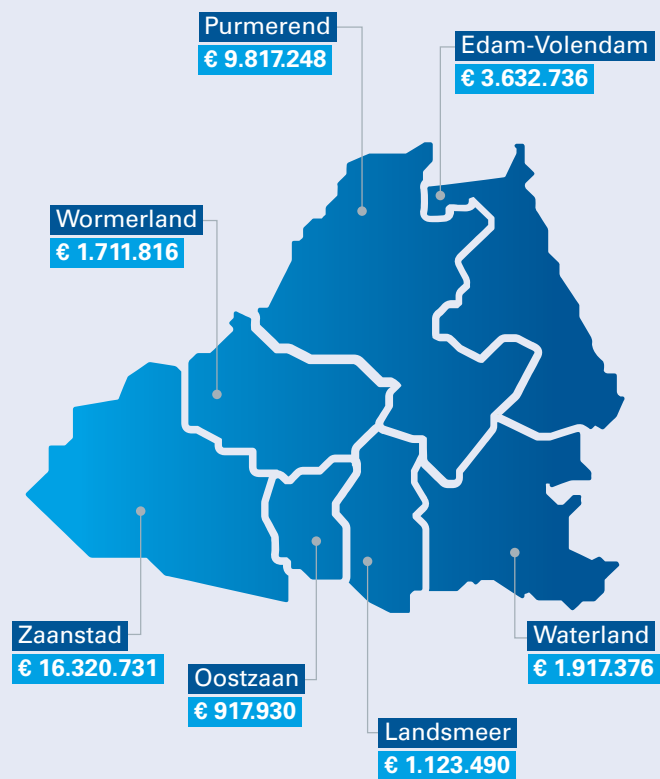 Purmerend
€ 9.817.248
Edam-Volendam
€ 3.632.736
Wormerland
€ 1.711.816
Zaanstad
€ 16.320.731
Oostzaan
€ 917.930
Waterland
€ 1.917.376
Landsmeer
€ 1.123.490